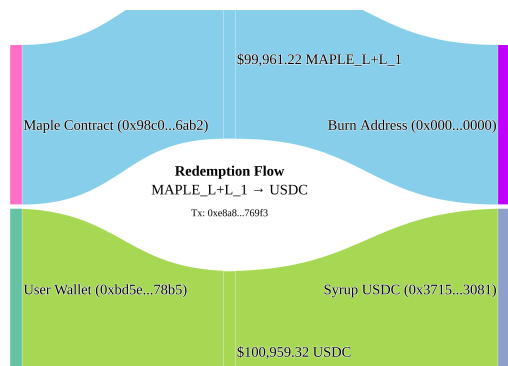 $99,961.22 MAPLE_L+L_1
Maple Contract (0x98c0...6ab2)
Burn Address (0x000...0000)
Redemption Flow
MAPLE_L+L_1 → USDC
Tx: 0xe8a8...769f3
User Wallet (0xbd5e...78b5)
Syrup USDC (0x3715...3081)
$100,959.32 USDC